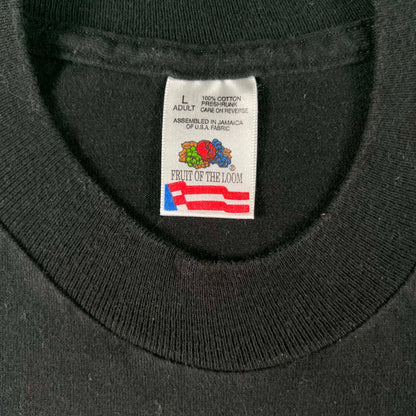 L
ADULT
100% COTTON
PRESHRUNK
CARE ON REVERSE
ASSEMBLED IN JAMAICA
OF U.S.A. FABRIC
®
FRUIT OF THE LOOM